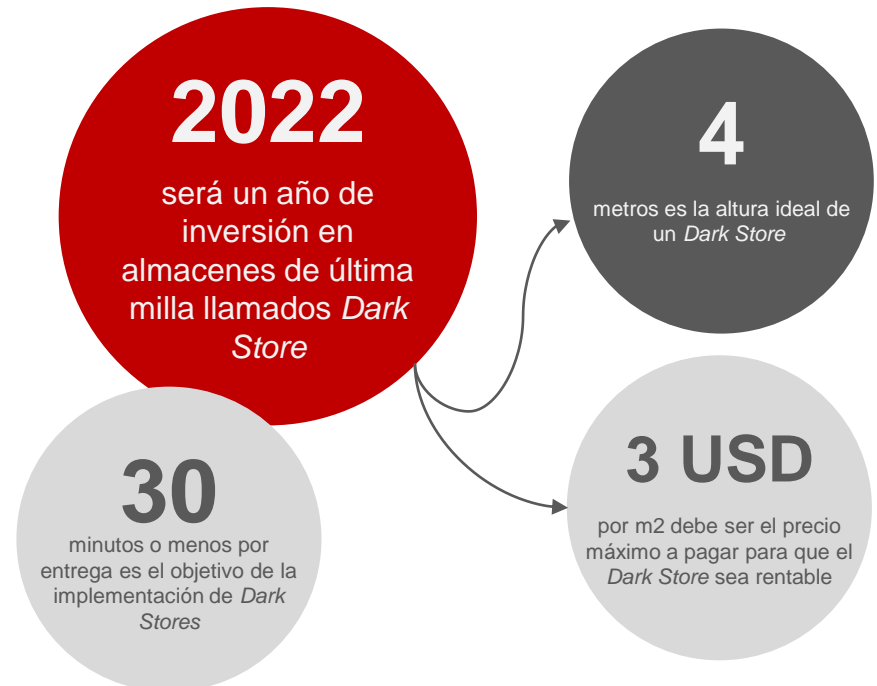 2022
será un año de
inversión en
almacenes de última
milla llamados Dark
Store
4
metros es la altura ideal de
un Dark Store
30
minutos o menos por
entrega es el objetivo de la
implementación de Dark
Stores
3 USD
por m2 debe ser el precio
máximo a pagar para que el
Dark Store sea rentable